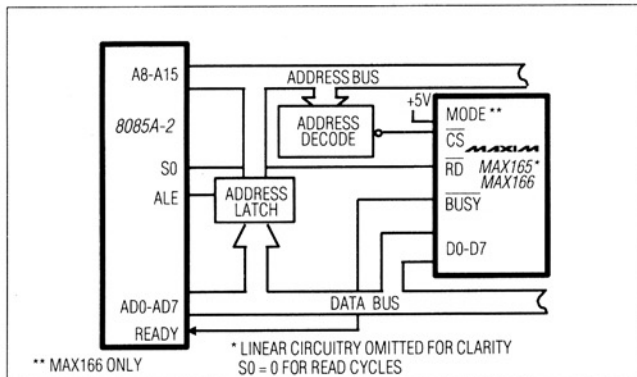 A8-A15
ADDRESS BUS
8085A-2
ADDRESS
DECODE
+5V
MODE **
CS
MAXIM
RD
MAX165*
MAX166
S0
ALE
ADDRESS
LATCH
BUSY
D0-D7
AD0-AD7
DATA BUS
READY
** MAX166 ONLY
* LINEAR CIRCUITRY OMITTED FOR CLARITY
S0 = 0 FOR READ CYCLES